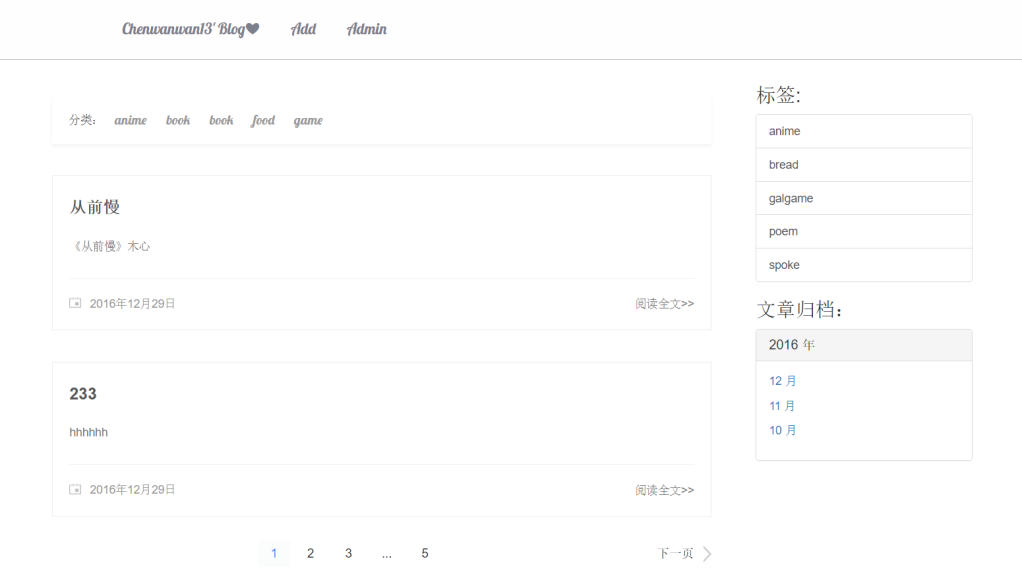 Chenwanwan13' Blog♥ Add Admin
分类： anime book book food game
从前慢
《从前慢》木心
2016年12月29日 阅读全文>>
233
hhhhhh
2016年12月29日 阅读全文>>
1 2 3 ... 5 下一页
标签:
anime
bread
galgame
poem
spoke
文章归档：
2016 年
12 月
11 月
10 月